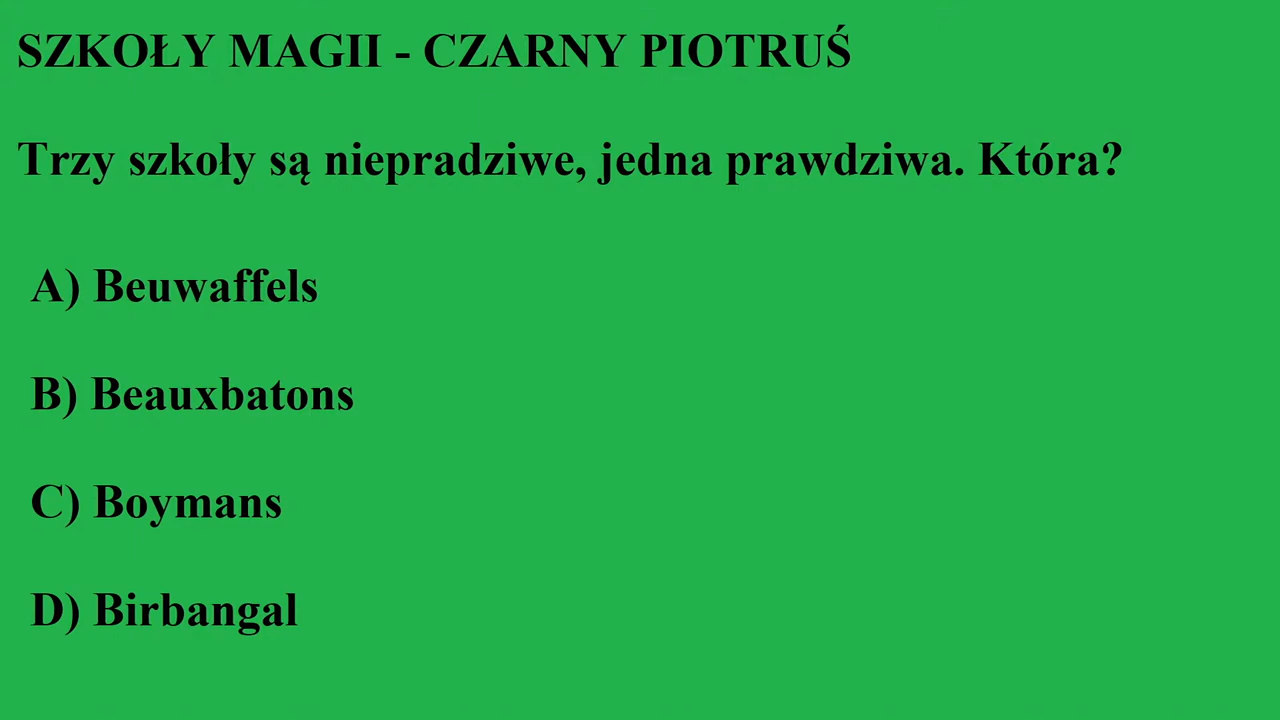 SZKOŁY MAGII - CZARNY PIOTRUŚ
Trzy szkoły są niepradziwe, jedna prawdziwa. Która?
A) Beuwaffels
B) Beauxbatons
C) Boymans
D) Birbangal